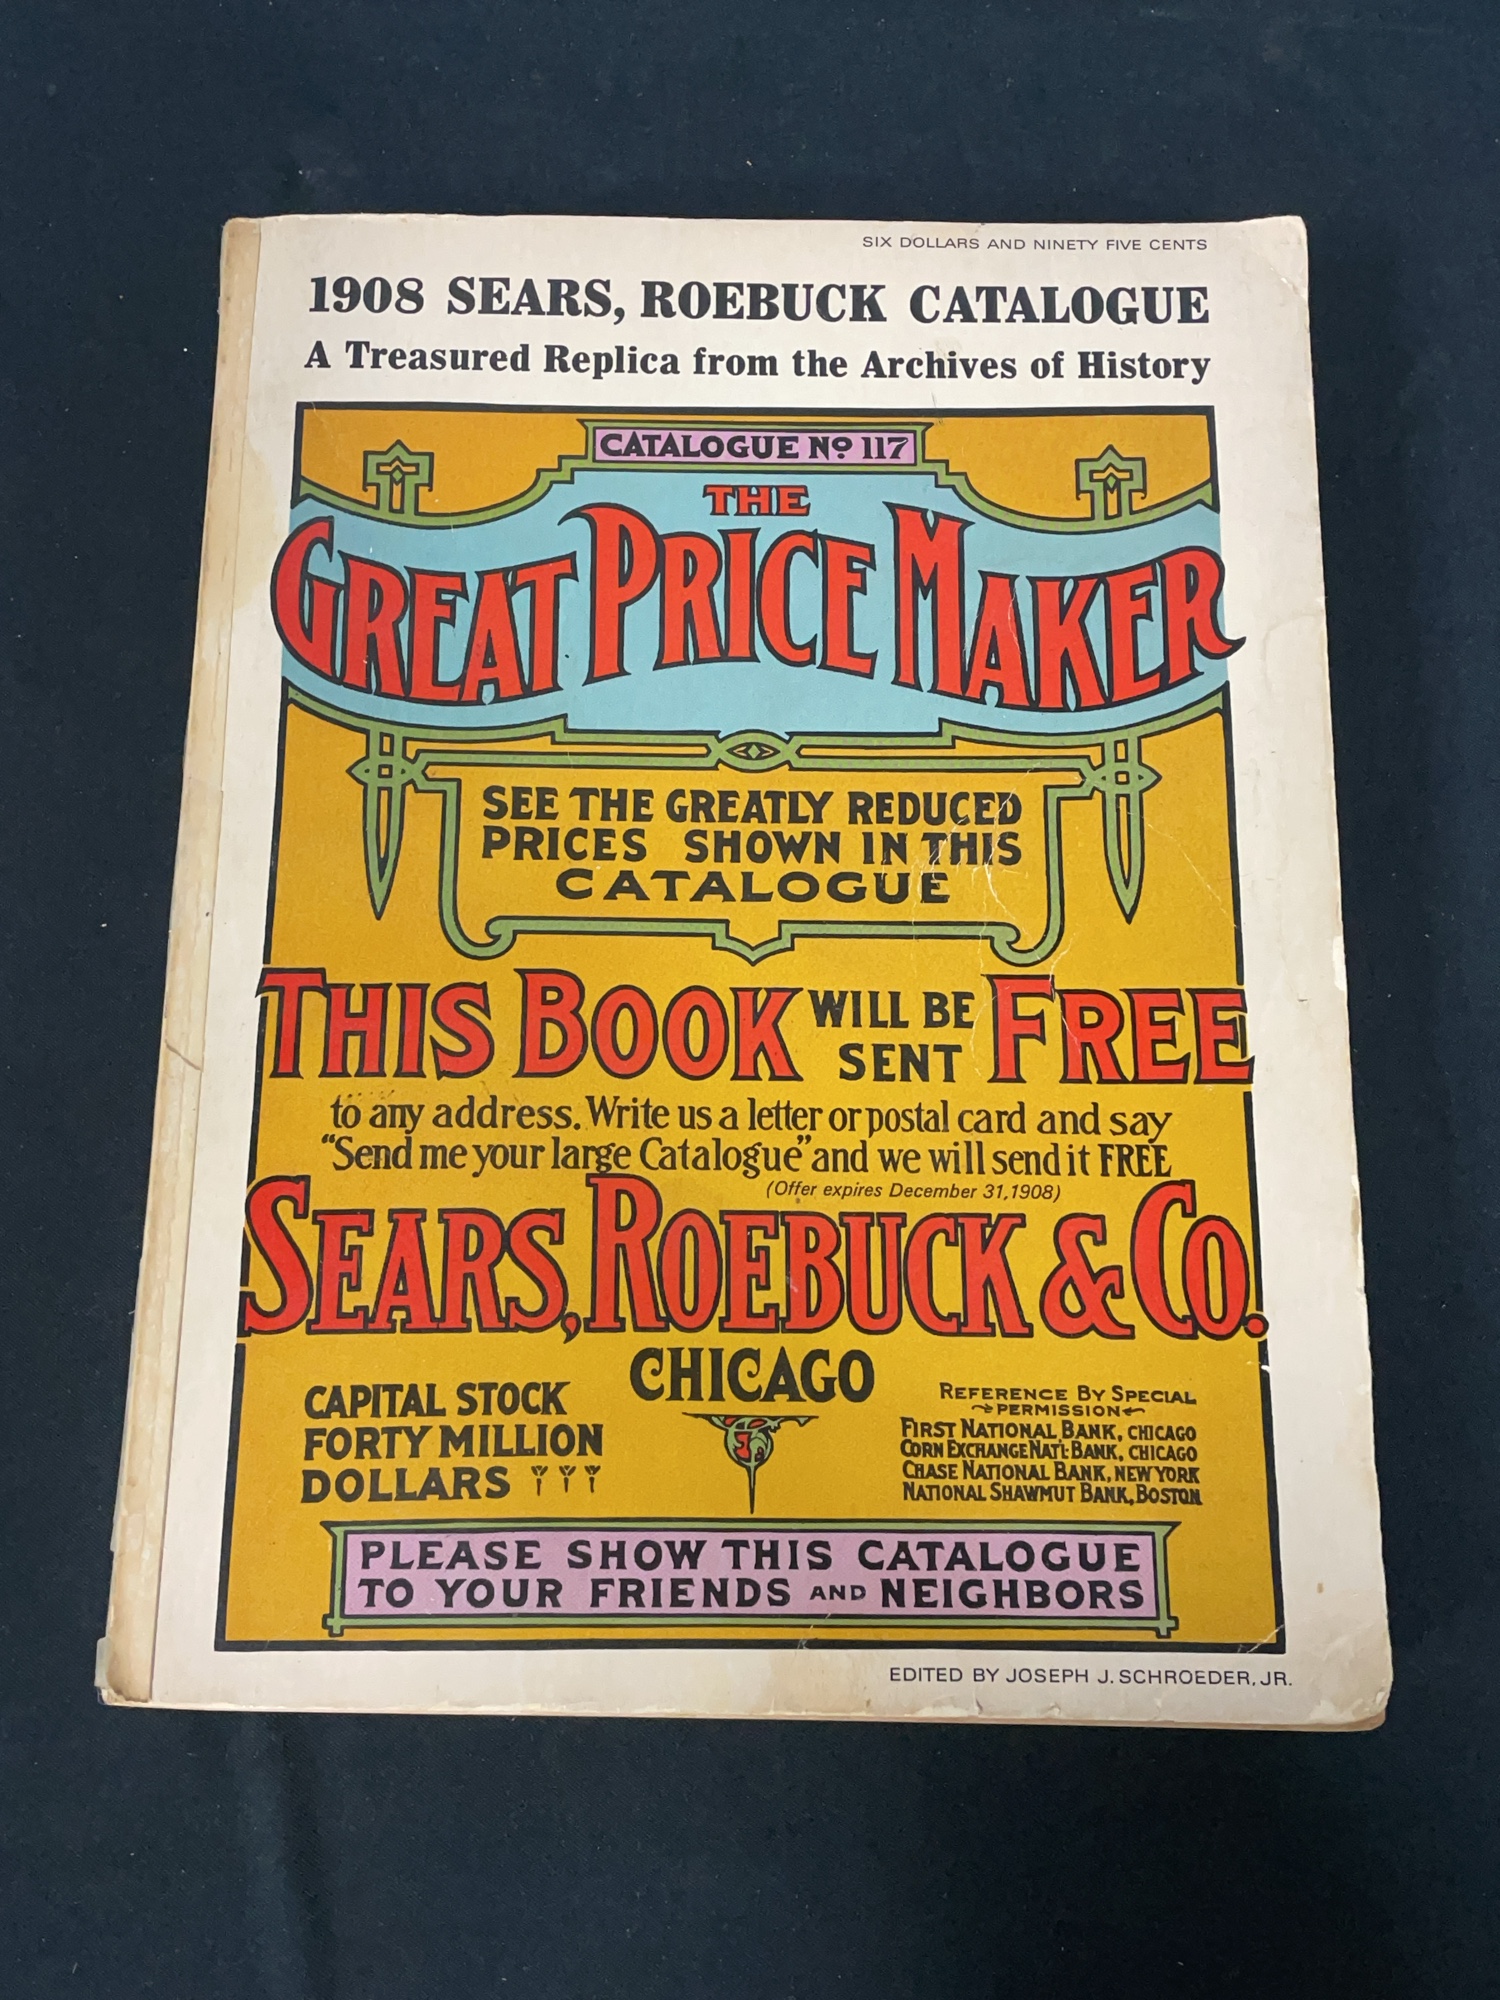 SIX DOLLARS AND NINETY FIVE CENTS
1908 SEARS, ROEBUCK CATALOGUE
A Treasured Replica from the Archives of History
CATALOGUE No 117
THE
GREAT PRICE MAKER
SEE THE GREATLY REDUCED
PRICES SHOWN IN THIS
CATALOGUE
THIS BOOK WILL BE SENT FREE
to any address. Write us a letter or postal card and say
"Send me your large Catalogue" and we will send it FREE
(Offer expires December 31, 1908)
SEARS, ROEBUCK & CO.
CHICAGO
CAPITAL STOCK
FORTY MILLION
DOLLARS
REFERENCE BY SPECIAL
PERMISSION
FIRST NATIONAL BANK, CHICAGO
CORN EXCHANGE NAT'L BANK, CHICAGO
CHASE NATIONAL BANK, NEW YORK
NATIONAL SHAWMUT BANK, BOSTON
PLEASE SHOW THIS CATALOGUE
TO YOUR FRIENDS AND NEIGHBORS
EDITED BY JOSEPH J. SCHROEDER, JR.